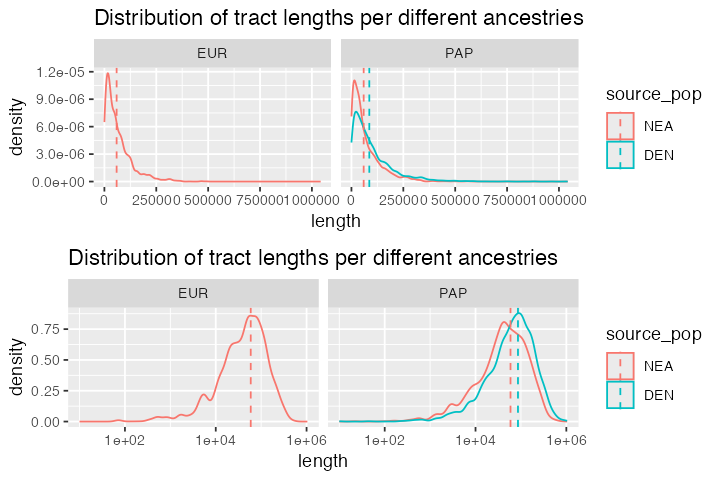 Distribution of tract lengths per different ancestries
EUR PAP
1.2e-05
9.0e-06
6.0e-06
3.0e-06
0.0e+00
density
0 250000 500000 750000 1000000 0 250000 500000 750000 1000000
length
source_pop
NEA
DEN
Distribution of tract lengths per different ancestries
EUR PAP
0.75
0.50
0.25
0.00
density
1e+02 1e+04 1e+06 1e+02 1e+04 1e+06
length
source_pop
NEA
DEN